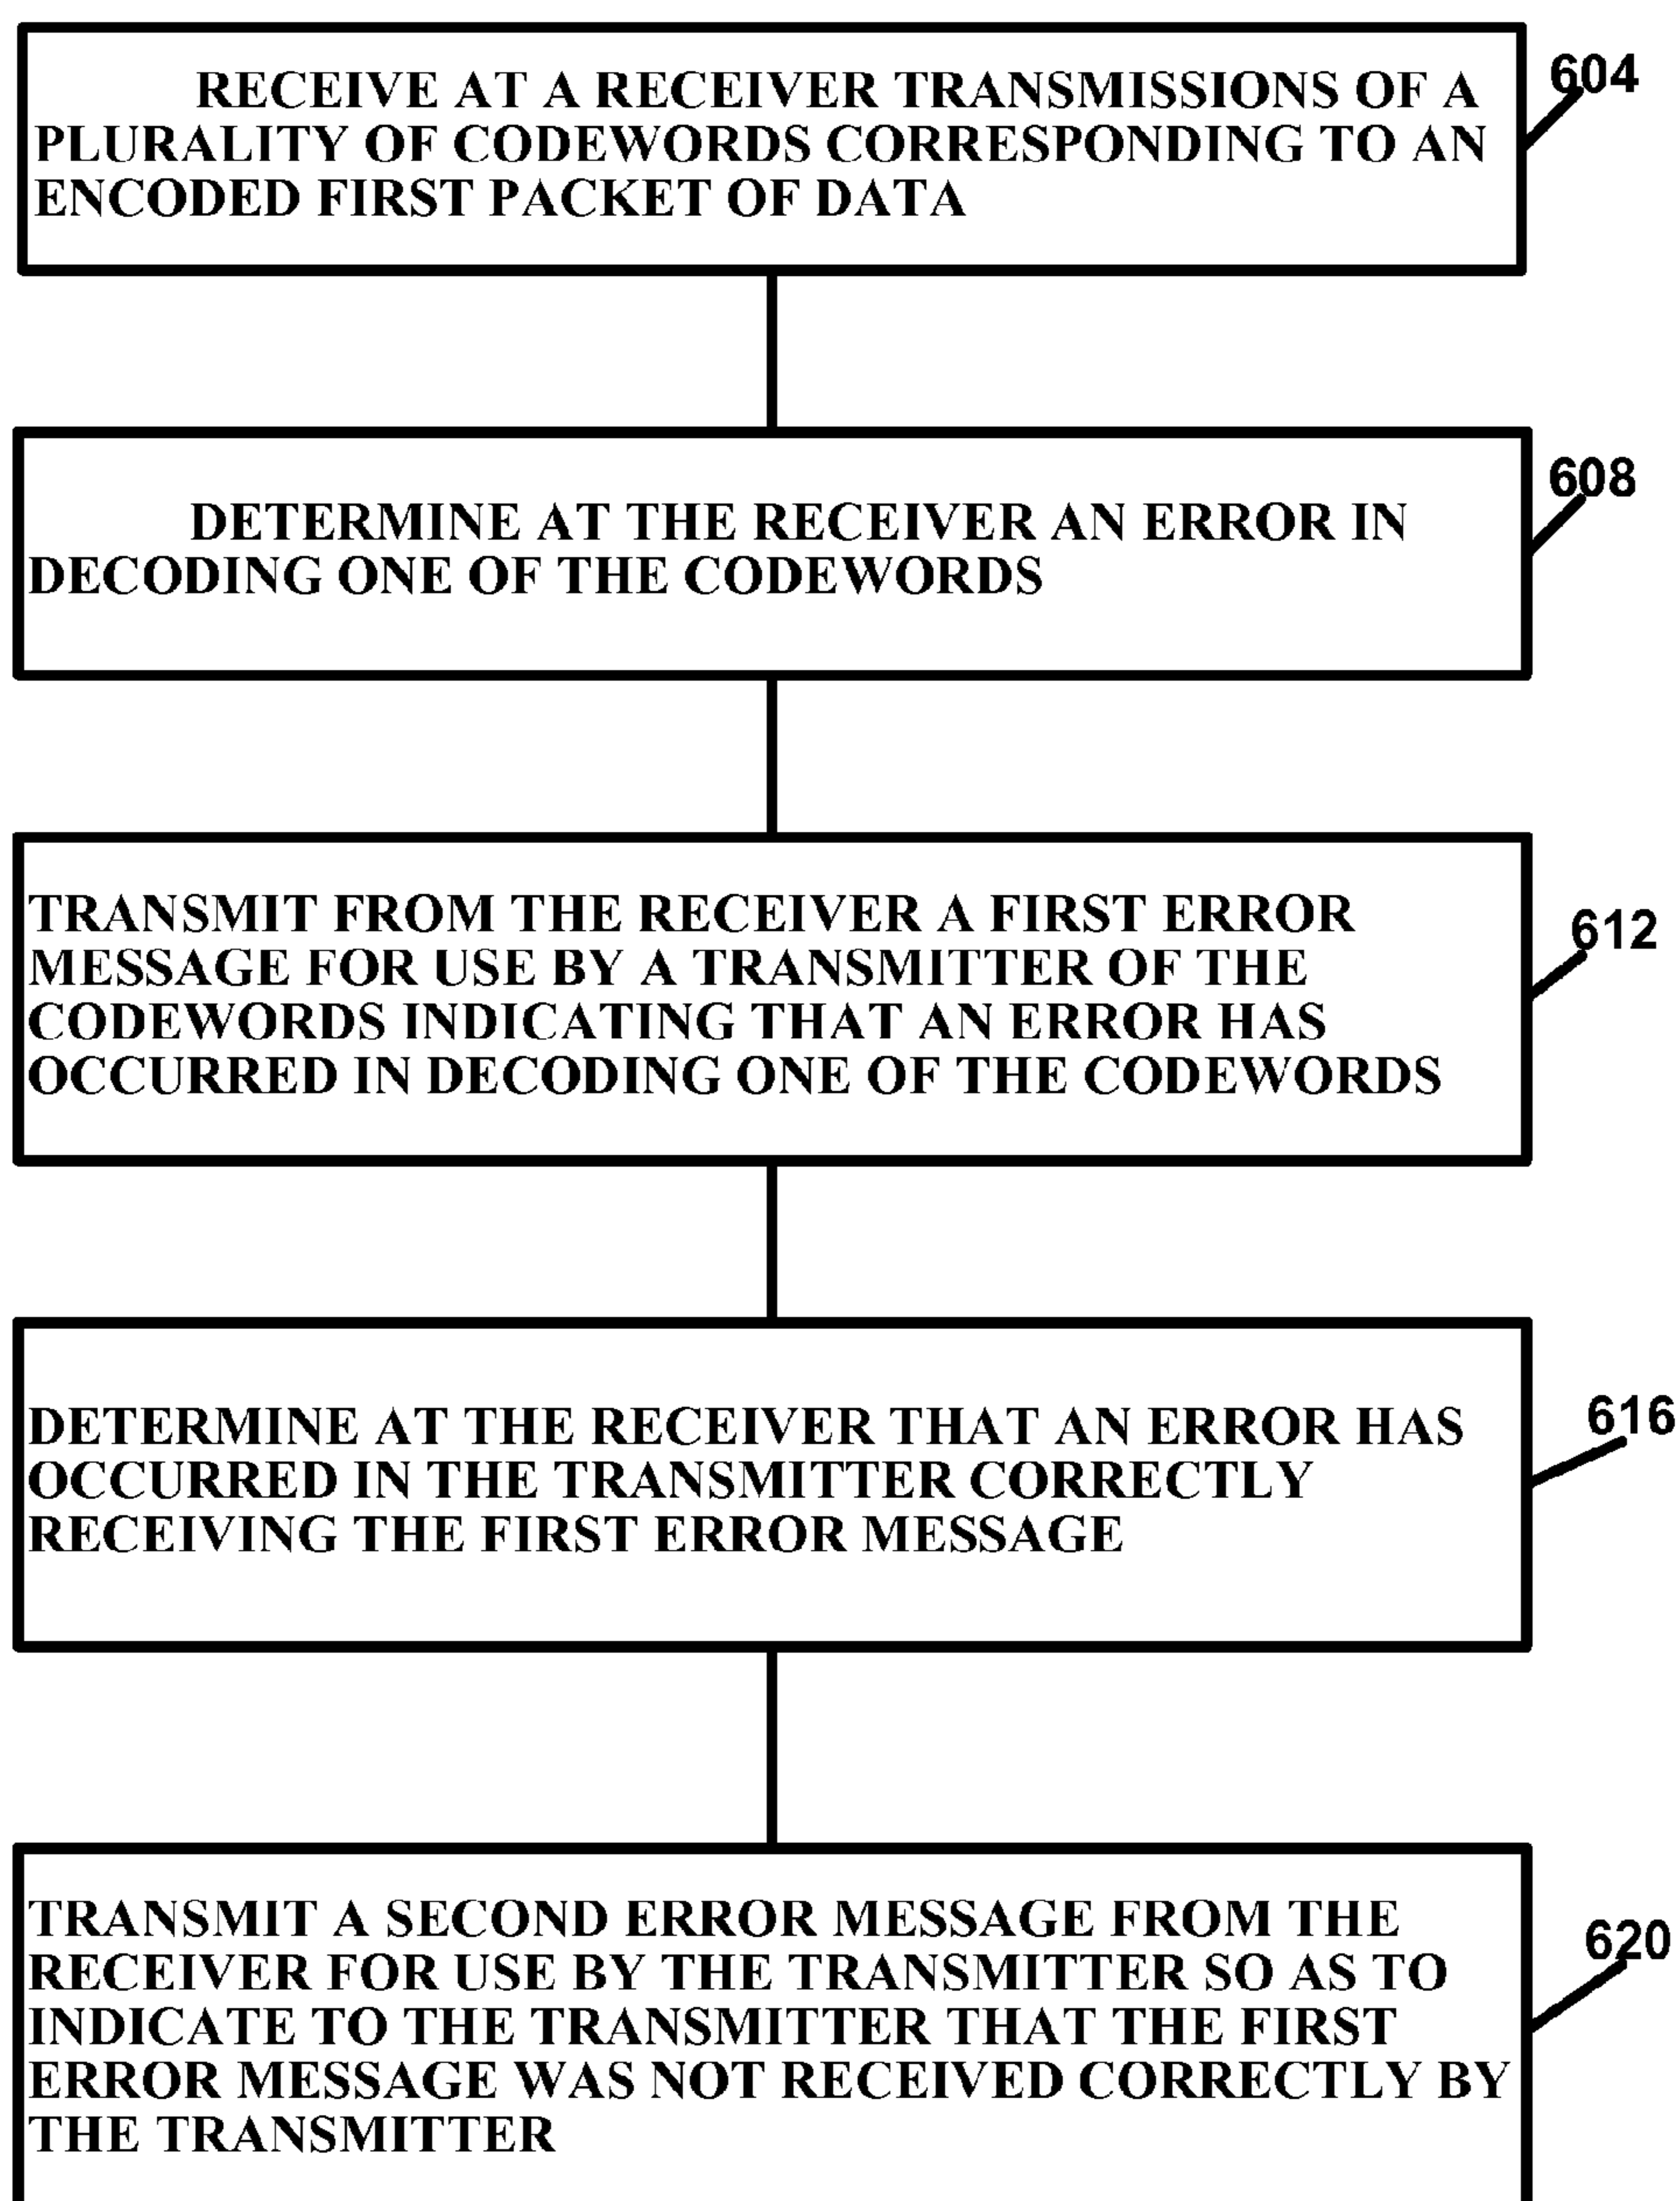 604
RECEIVE AT A RECEIVER TRANSMISSIONS OF A
PLURALITY OF CODEWORDS CORRESPONDING TO AN
ENCODED FIRST PACKET OF DATA
608
DETERMINE AT THE RECEIVER AN ERROR IN
DECODING ONE OF THE CODEWORDS
612
TRANSMIT FROM THE RECEIVER A FIRST ERROR
MESSAGE FOR USE BY A TRANSMITTER OF THE
CODEWORDS INDICATING THAT AN ERROR HAS
OCCURRED IN DECODING ONE OF THE CODEWORDS
616
DETERMINE AT THE RECEIVER THAT AN ERROR HAS
OCCURRED IN THE TRANSMITTER CORRECTLY
RECEIVING THE FIRST ERROR MESSAGE
620
TRANSMIT A SECOND ERROR MESSAGE FROM THE
RECEIVER FOR USE BY THE TRANSMITTER SO AS TO
INDICATE TO THE TRANSMITTER THAT THE FIRST
ERROR MESSAGE WAS NOT RECEIVED CORRECTLY BY
THE TRANSMITTER